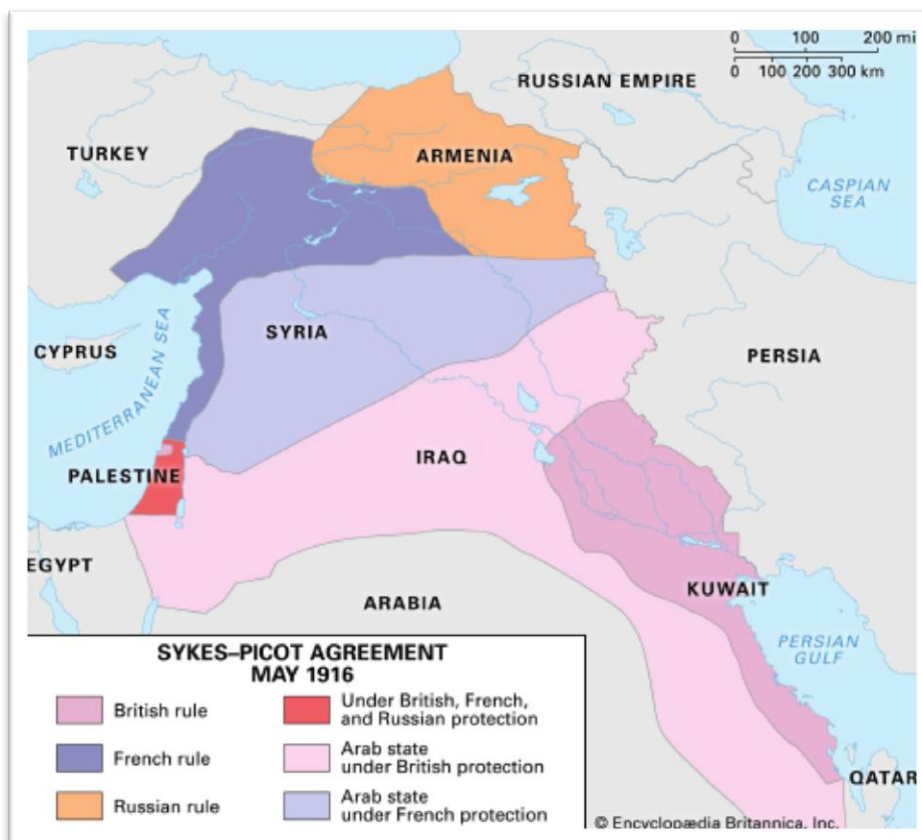 0 100 200 mi
0 100 200 300 km
RUSSIAN EMPIRE
TURKEY
ARMENIA
CASPIAN
SEA
SYRIA
CYPRUS
MEDITERRANEAN SEA
PERSIA
IRAQ
PALESTINE
EGYPT
KUWAIT
ARABIA
PERSIAN
GULF
QATAR
SYKES–PICOT AGREEMENT
MAY 1916
British rule
French rule
Russian rule
Under British, French,
and Russian protection
Arab state
under British protection
Arab state
under French protection
© Encyclopædia Britannica, Inc.